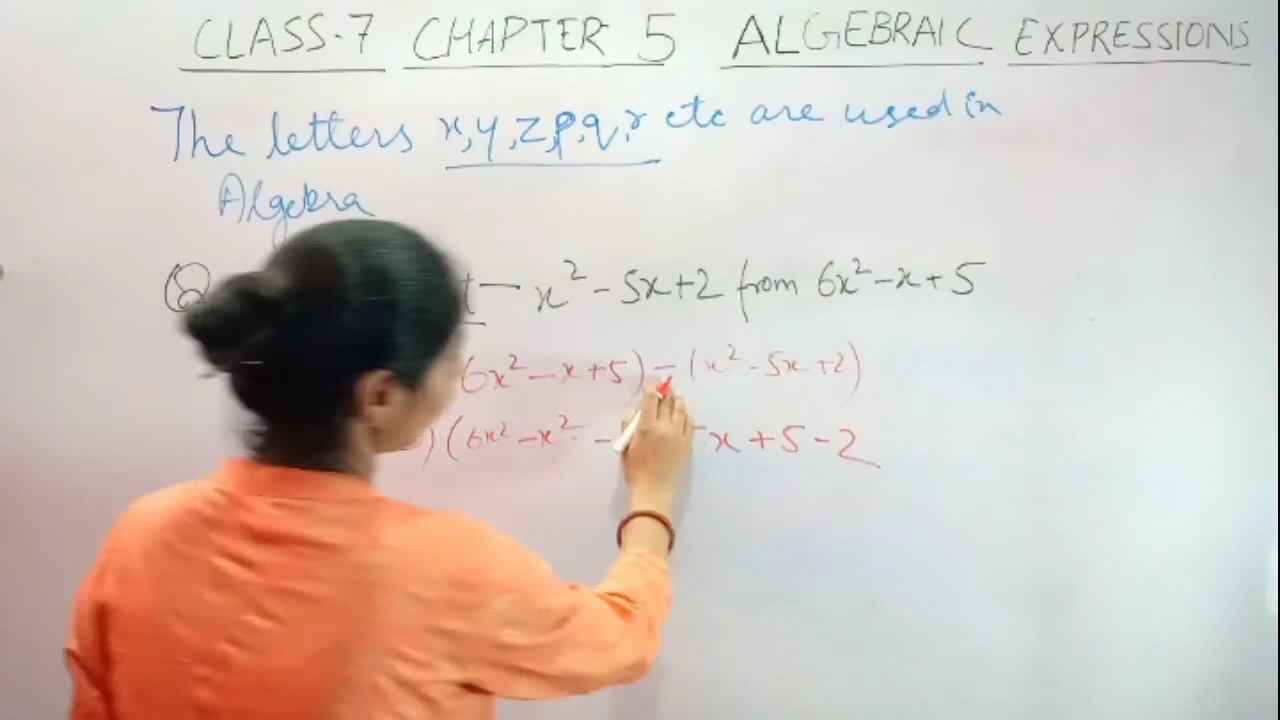 CLASS-7 CHAPTER 5 ALGEBRAIC EXPRESSIONS
The letters x,y,z,p,q,r etc are used in
Algebra
Q t - x² - 5x + 2 from 6x² - x + 5
6x² - x + 5) - (x² - 5x + 2)
) (6x² - x² - x + 5 - 2